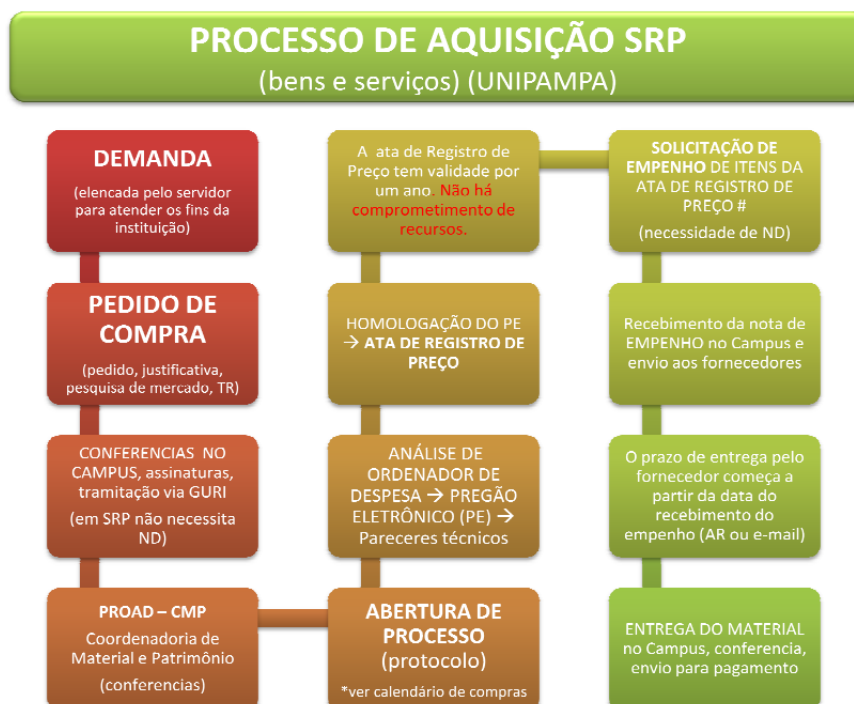 PROCESSO DE AQUISIÇÃO SRP
(bens e serviços) (UNIPAMPA)
DEMANDA
(elencada pelo servidor
para atender os fins da
instituição)
PEDIDO DE
COMPRA
(pedido, justificativa,
pesquisa de mercado, TR)
CONFERENCIAS NO
CAMPUS, assinaturas,
tramitação via GURI
(em SRP não necessita
ND)
PROAD – CMP
Coordenadoria de
Material e Patrimônio
(conferencias)
ABERTURA DE
PROCESSO
(protocolo)
*ver calendário de compras
ANÁLISE DE
ORDENADOR DE
DESPESA → PREGÃO
ELETRÔNICO (PE) →
Pareceres técnicos
HOMOLOGAÇÃO DO PE
→ ATA DE REGISTRO DE
PREÇO
A ata de Registro de
Preço tem validade por
um ano. Não há
comprometimento de
recursos.
SOLICITAÇÃO DE
EMPENHO DE ITENS DA
ATA DE REGISTRO DE
PREÇO #
(necessidade de ND)
Recebimento da nota de
EMPENHO no Campus e
envio aos fornecedores
O prazo de entrega pelo
fornecedor começa a
partir da data do
recebimento do
empenho (AR ou e-mail)
ENTREGA DO MATERIAL
no Campus, conferencia,
envio para pagamento